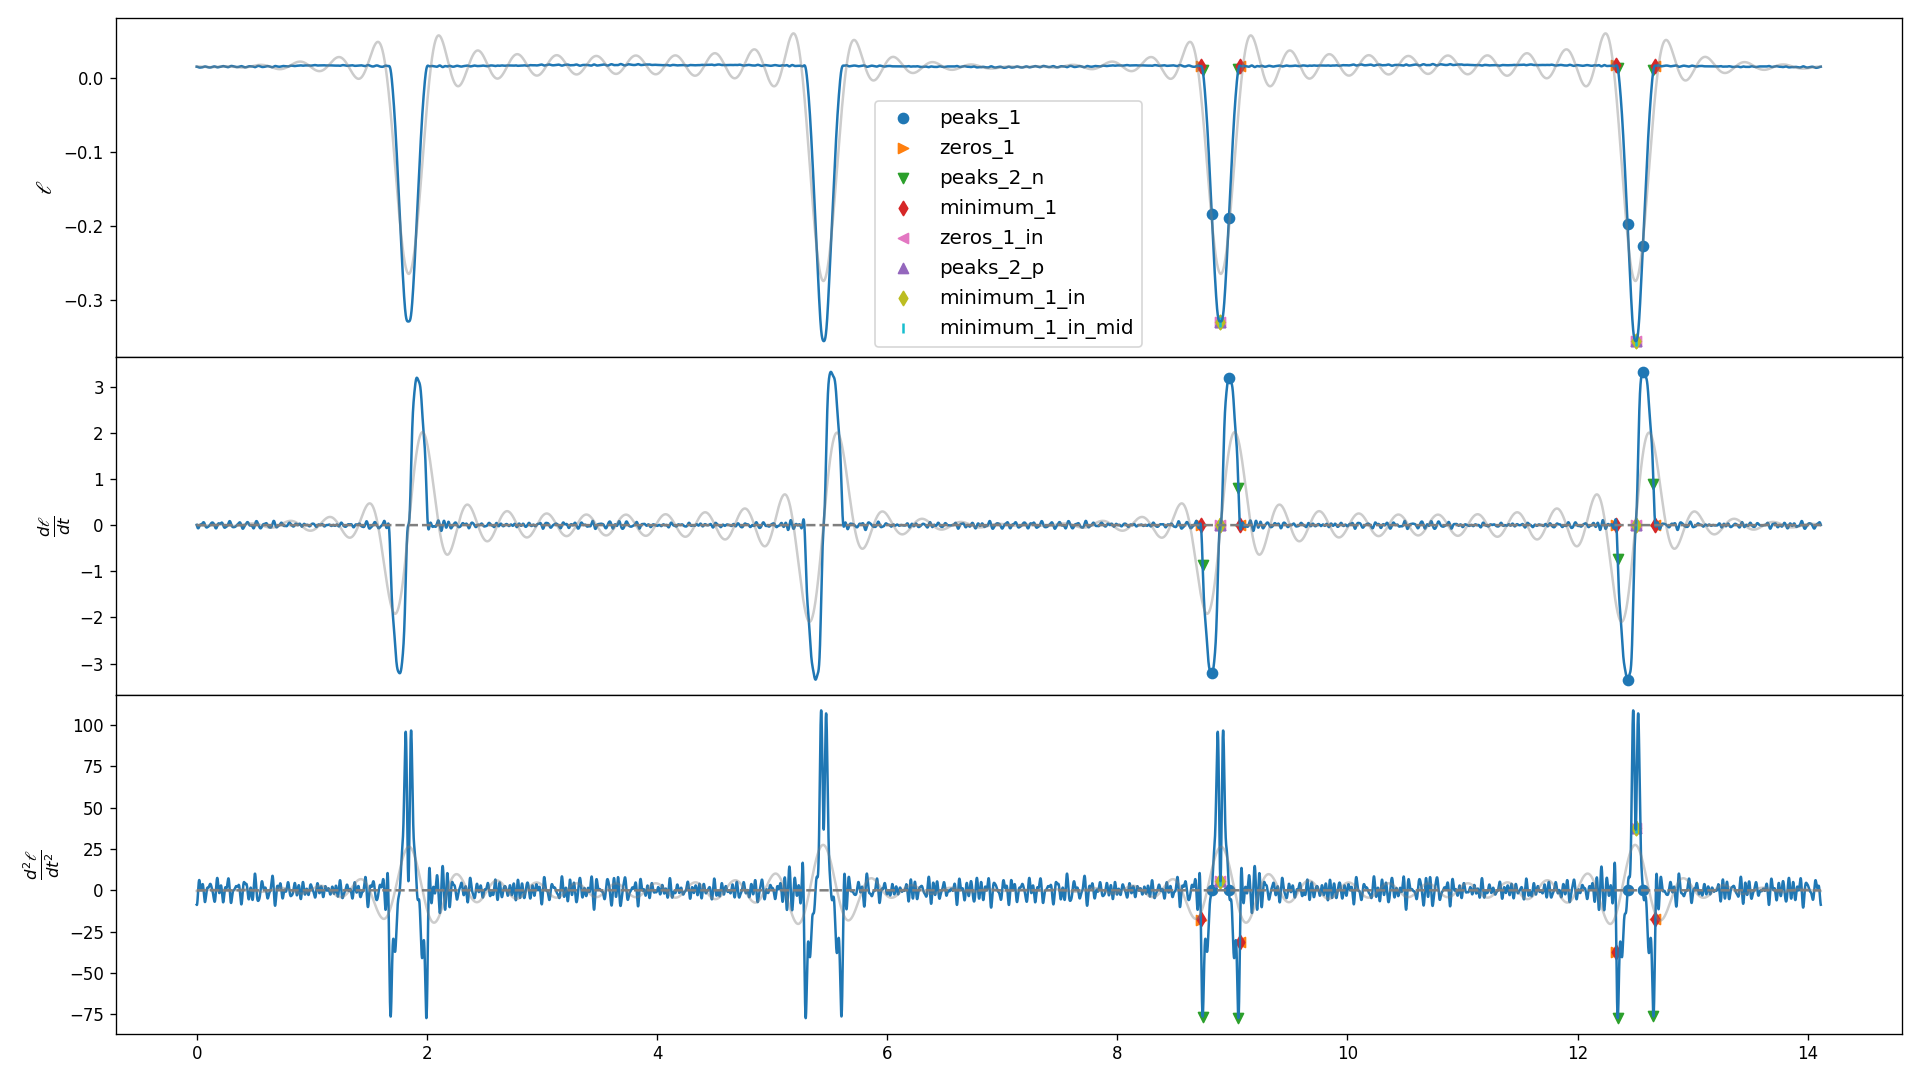 0.0
−0.1
−0.2
−0.3
ℓ
peaks_1
zeros_1
peaks_2_n
minimum_1
zeros_1_in
peaks_2_p
minimum_1_in
minimum_1_in_mid
3
2
1
0
−1
−2
−3
dℓ
dt
100
75
50
25
0
−25
−50
−75
d²ℓ
dt²
0 2 4 6 8 10 12 14